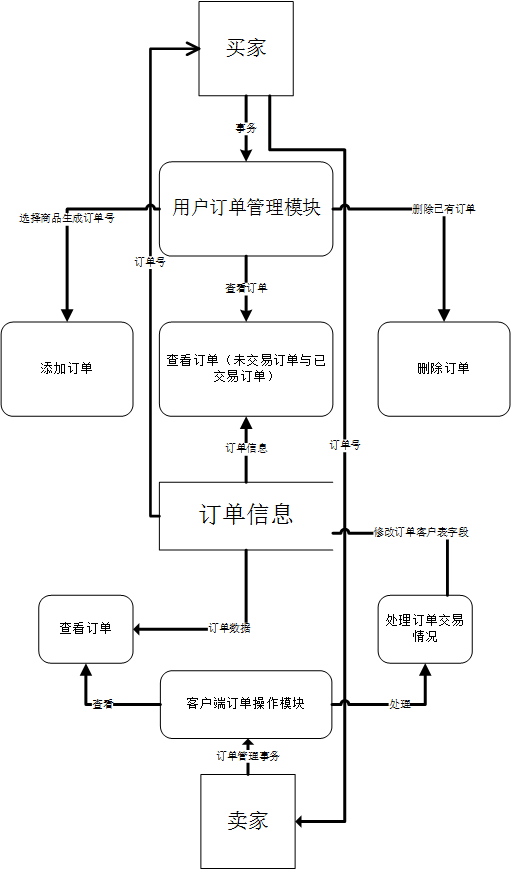 买家
事务
用户订单管理模块
选择商品生成订单号
删除已有订单
订单号
查看订单
添加订单
查看订单（未交易订单与已
交易订单）
删除订单
订单信息
订单号
订单信息
修改订单客户表字段
查看订单
订单数据
处理订单交易
情况
查看
客户端订单操作模块
处理
订单管理事务
卖家